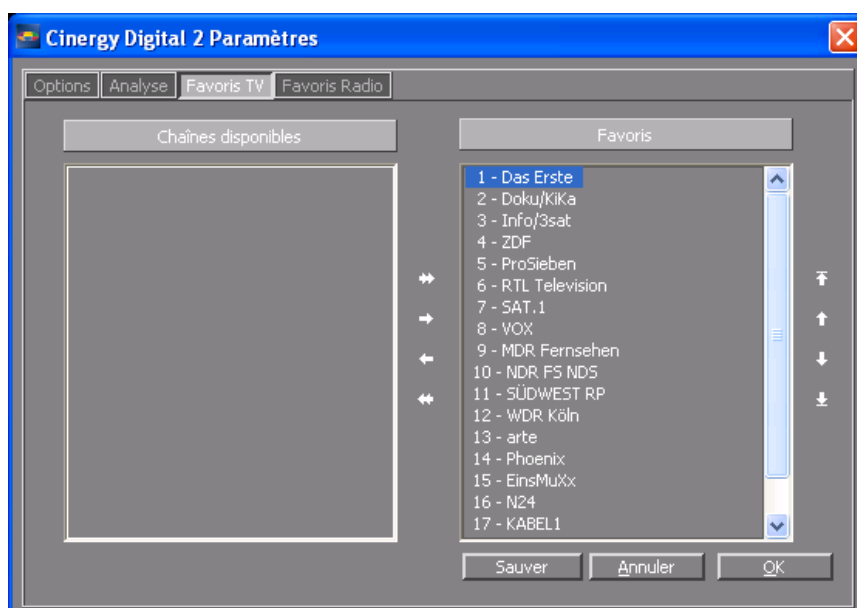 Cinergy Digital 2 Paramètres
Options Analyse Favoris TV Favoris Radio
Chaînes disponibles
Favoris
1 - Das Erste
2 - Doku/KiKa
3 - Info/3sat
4 - ZDF
5 - ProSieben
6 - RTL Television
7 - SAT.1
8 - VOX
9 - MDR Fernsehen
10 - NDR FS NDS
11 - SÜDWEST RP
12 - WDR Köln
13 - arte
14 - Phoenix
15 - EinsMuXx
16 - N24
17 - KABEL1
Sauver Annuler OK